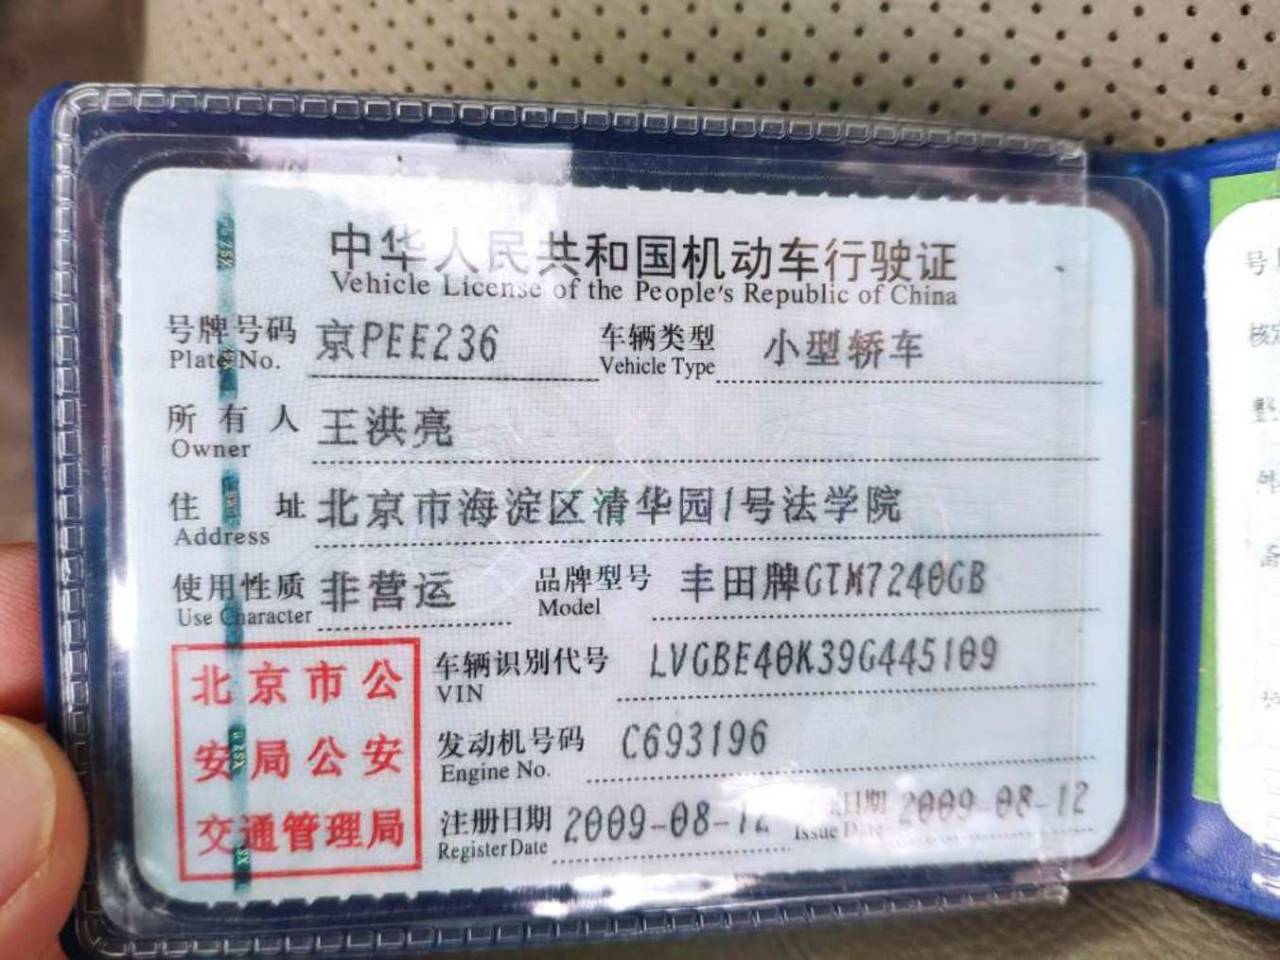 中华人民共和国机动车行驶证
Vehicle License of the People's Republic of China
号牌号码 京PEE236 车辆类型 小型轿车
Plate No. Vehicle Type
所有人 王洪亮
Owner
住址 北京市海淀区清华园1号法学院
Address
使用性质 非营运 品牌型号 丰田牌GTM7240GB
Use Character Model
北京市公
安局公安
交通管理局
车辆识别代号 LVGBE40K39G445109
VIN
发动机号码 C693196
Engine No.
注册日期 2009-08-12 日期 2009-08-12
Register Date Issue Date
号
核